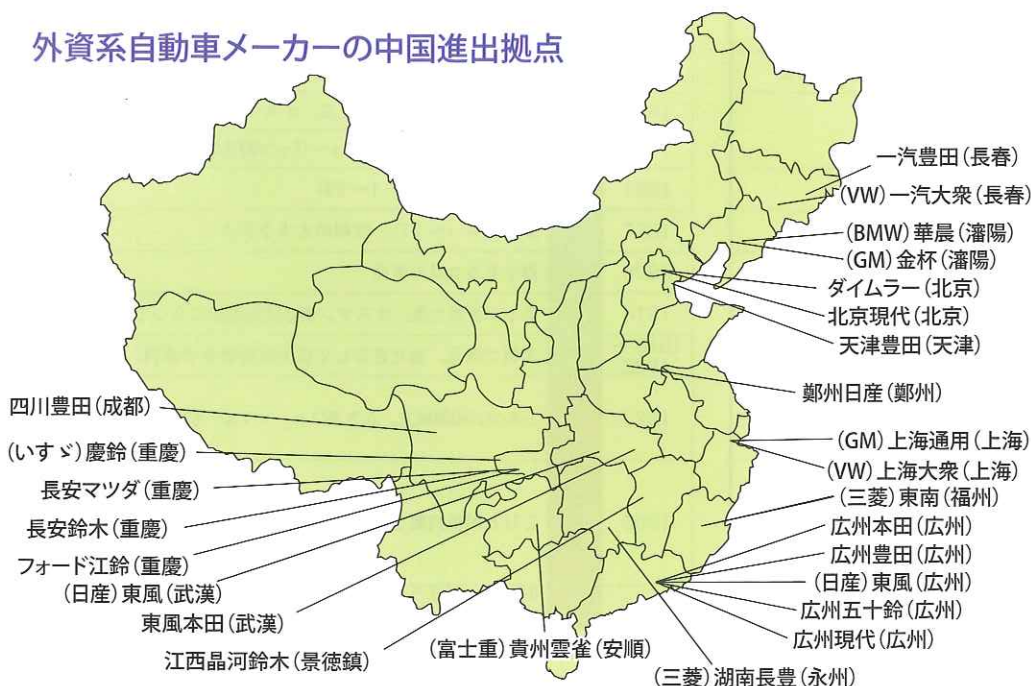 外資系自動車メーカーの中国進出拠点
一汽豊田(長春)
(VW)一汽大衆(長春)
(BMW)華晨(瀋陽)
(GM)金杯(瀋陽)
ダイムラー(北京)
北京現代(北京)
天津豊田(天津)
鄭州日産(鄭州)
(GM)上海通用(上海)
(VW)上海大衆(上海)
(三菱)東南(福州)
広州本田(広州)
広州豊田(広州)
(日産)東風(広州)
広州五十鈴(広州)
広州現代(広州)
四川豊田(成都)
(いすゞ)慶鈴(重慶)
長安マツダ(重慶)
長安鈴木(重慶)
フォード江鈴(重慶)
(日産)東風(武漢)
東風本田(武漢)
江西晶河鈴木(景徳鎮)
(富士重)貴州雲雀(安順)
(三菱)湖南長豊(永州)